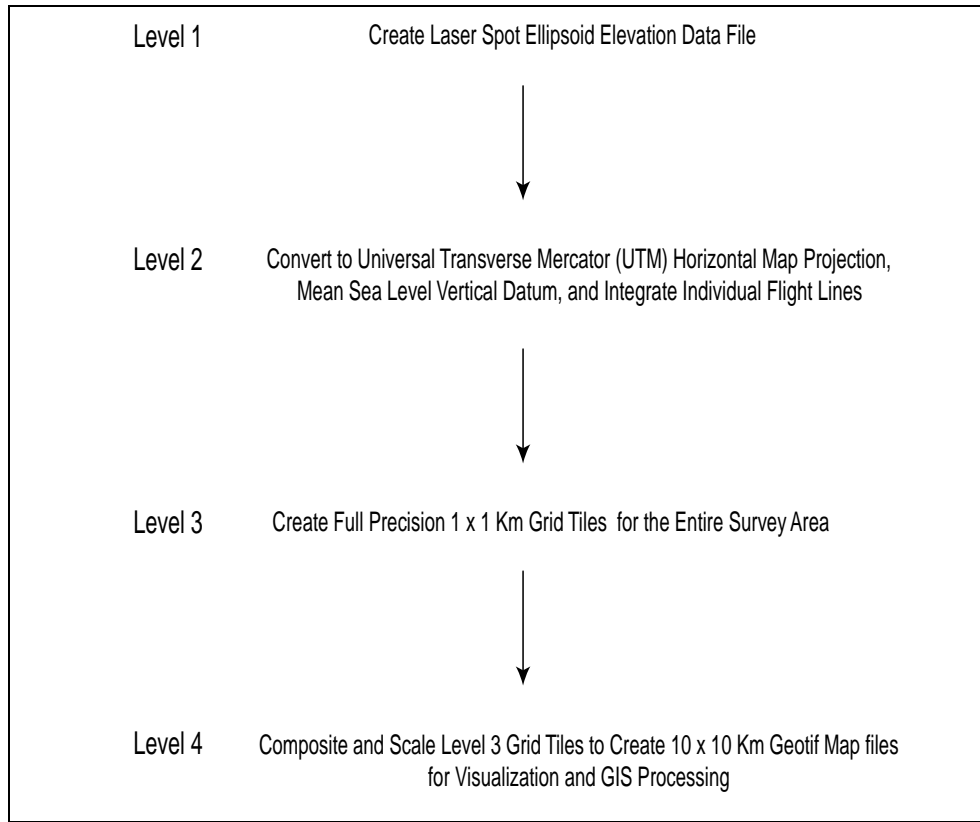 Level 1 Create Laser Spot Ellipsoid Elevation Data File
Level 2 Convert to Universal Transverse Mercator (UTM) Horizontal Map Projection,
Mean Sea Level Vertical Datum, and Integrate Individual Flight Lines
Level 3 Create Full Precision 1 x 1 Km Grid Tiles for the Entire Survey Area
Level 4 Composite and Scale Level 3 Grid Tiles to Create 10 x 10 Km Geotif Map files
for Visualization and GIS Processing